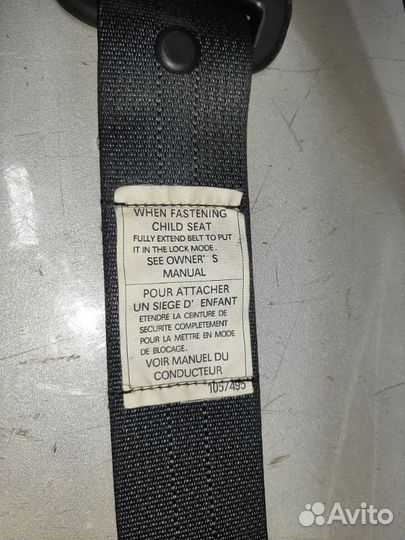 WHEN FASTENING
CHILD SEAT
FULLY EXTEND BELT TO PUT
IT IN THE LOCK MODE.
SEE OWNER'S
MANUAL
POUR ATTACHER
UN SIEGE D'ENFANT
ETENDRE LA CEINTURE DE
SECURITE COMPLETEMENT
POUR LA METTRE EN MODE
DE BLOCAGE.
VOIR MANUEL DU
CONDUCTEUR
1057495
Avito